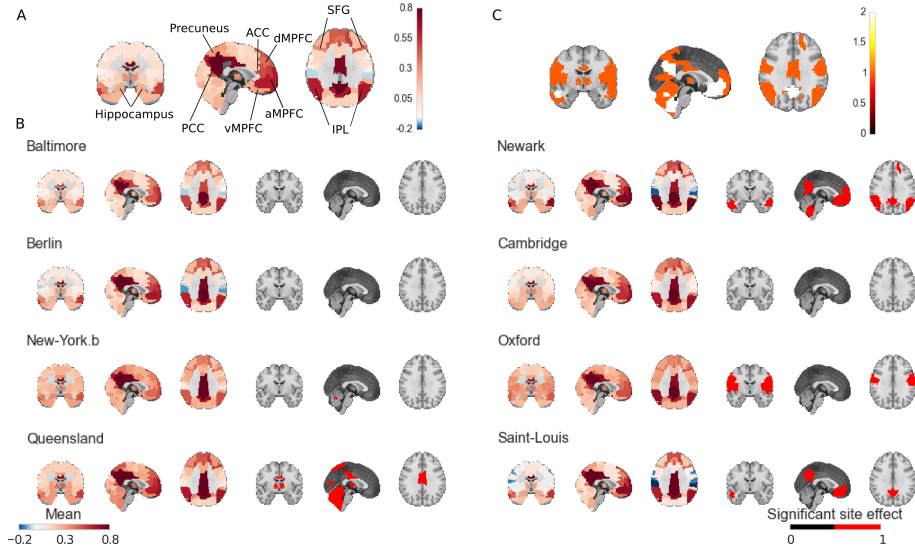 A
Precuneus
ACC
dMPFC
SFG
Hippocampus
PCC
vMPFC
aMPFC
IPL
0.8
0.55
0.3
0.05
-0.2
C
2
1.5
1
0.5
0
B
Baltimore
Newark
Berlin
Cambridge
New-York.b
Oxford
Queensland
Saint-Louis
Mean
−0.2 0.3 0.8
Significant site effect
0 1